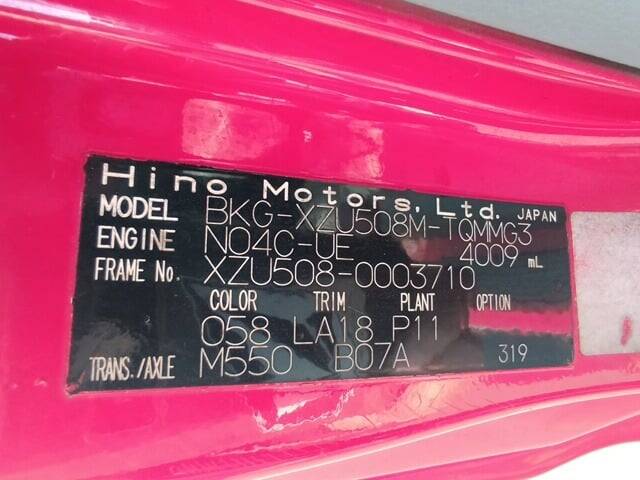 Hino Motors, Ltd. JAPAN
MODEL BKG-XZU508M-TQMMG3
ENGINE N04C-UE 4009 mL
FRAME No. XZU508-0003710
COLOR TRIM PLANT OPTION
058 LA18 P11
TRANS./AXLE M550 B07A 319